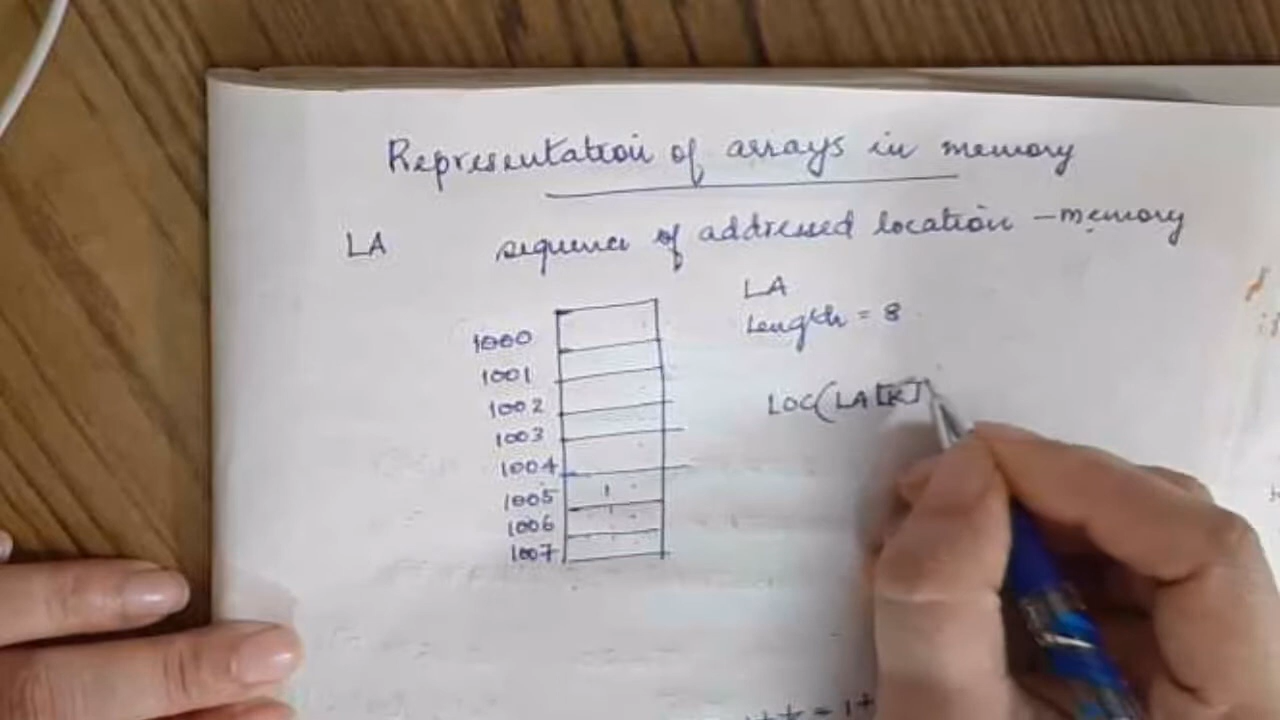 Representation of arrays in memory
LA sequence of addressed location - memory
LA
Length = 8
1000
1001
1002
LOC(LA[K]
1003
1004
1005
1006
1007